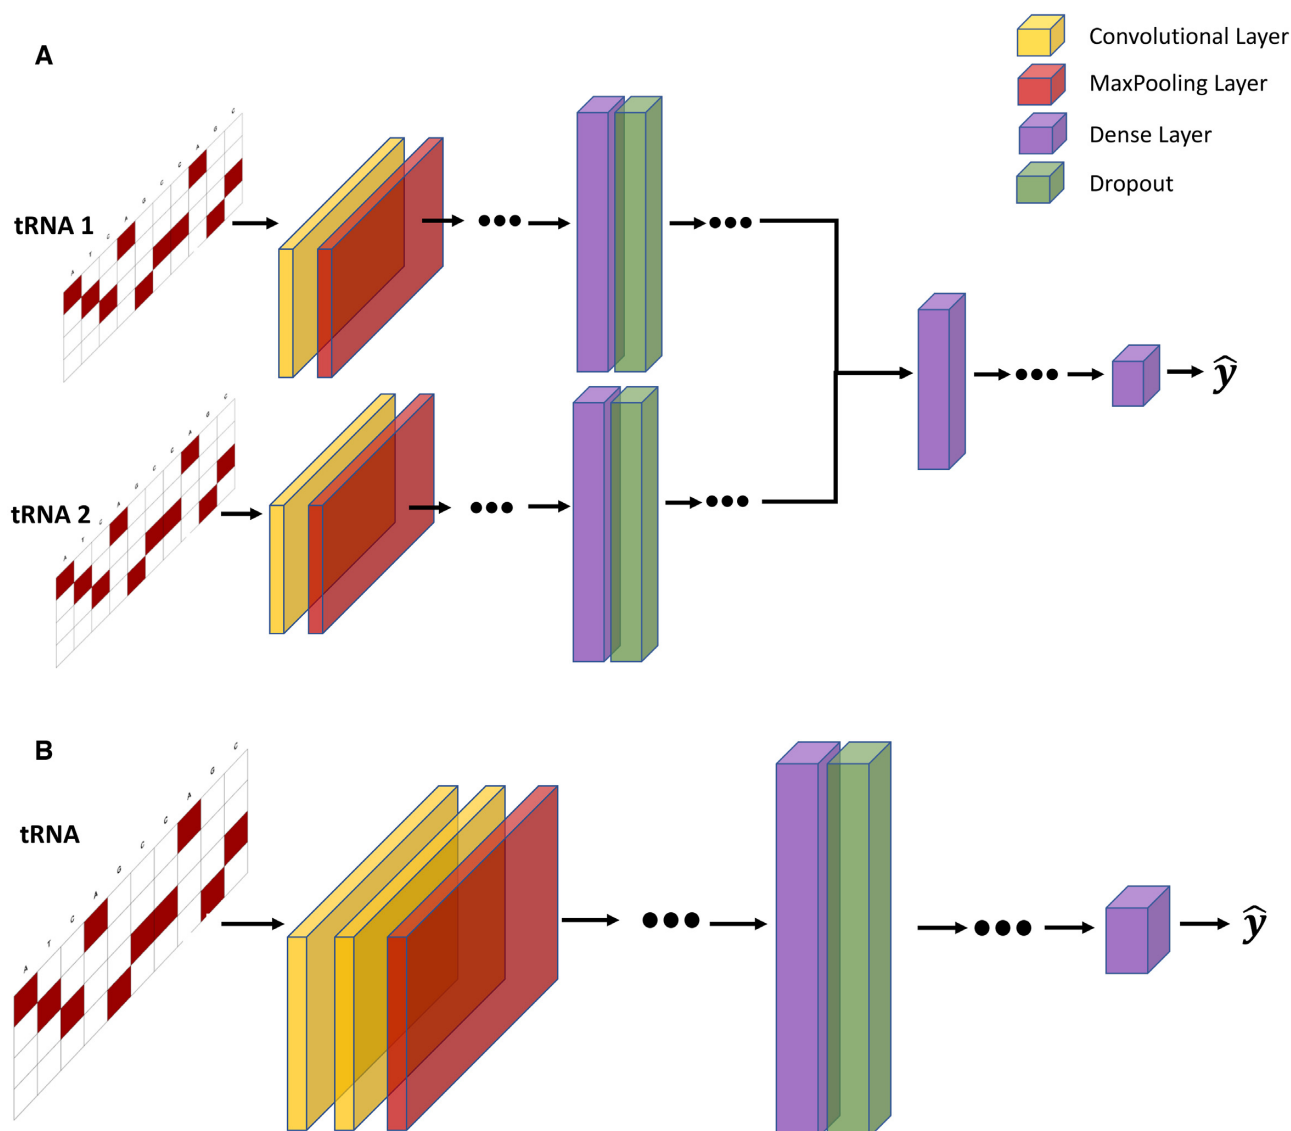 A
Convolutional Layer
MaxPooling Layer
Dense Layer
Dropout
A T C A G C C A G C
tRNA 1
ŷ
A T C A G C C A G C
tRNA 2
B
A T C A G C C A G C
tRNA
ŷ